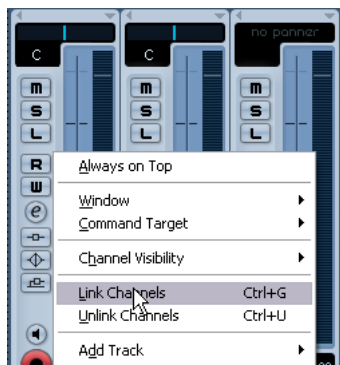 no panner
C C
m m m
S S S
L L L
R
W
e
Always on Top
Window
Command Target
Channel Visibility
Link Channels Ctrl+G
Unlink Channels Ctrl+U
Add Track